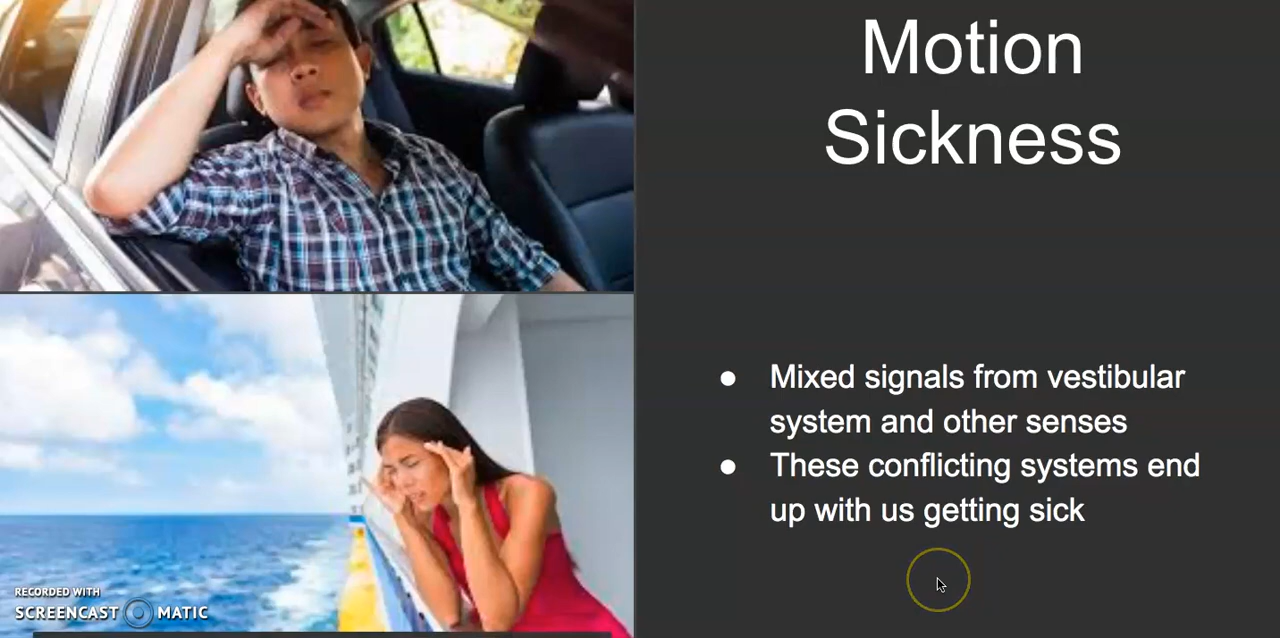 Motion
Sickness
● Mixed signals from vestibular
system and other senses
● These conflicting systems end
up with us getting sick
RECORDED WITH
SCREENCAST MATIC